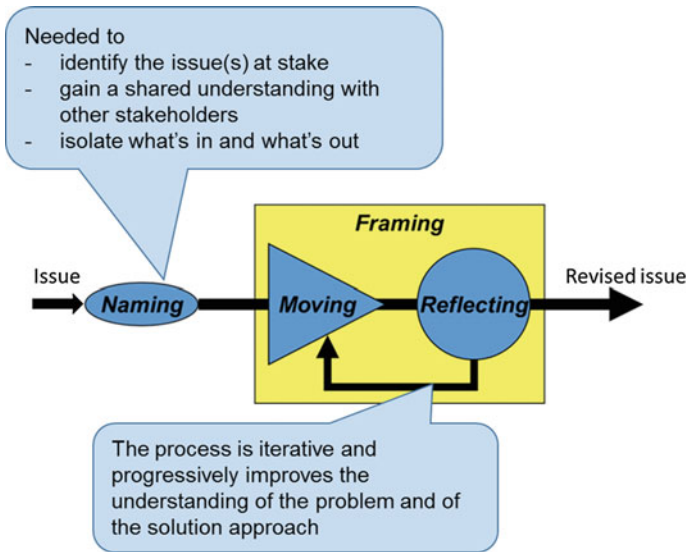 Needed to
- identify the issue(s) at stake
- gain a shared understanding with
other stakeholders
- isolate what's in and what's out
Framing
Issue
Naming
Moving
Reflecting
Revised issue
The process is iterative and
progressively improves the
understanding of the problem and of
the solution approach